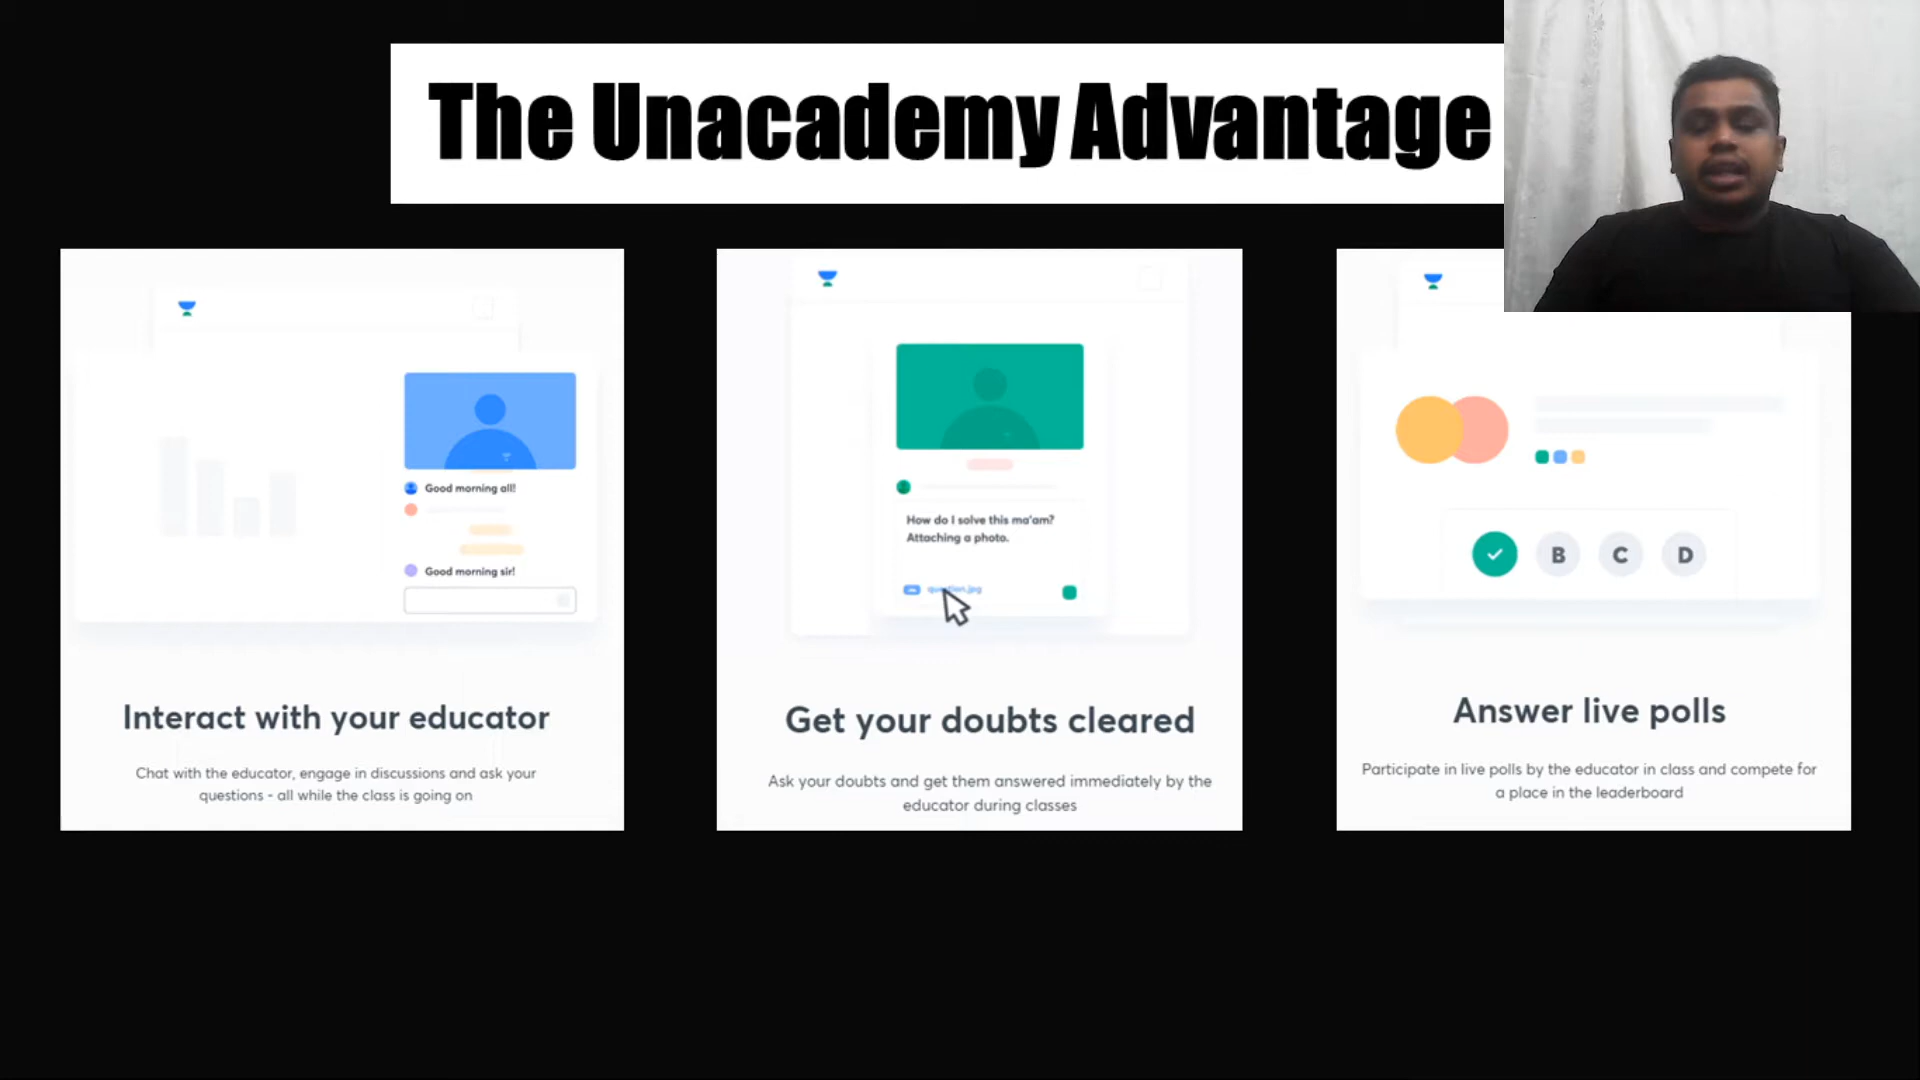 The Unacademy Advantage
Good morning all!
Good morning sir!
Interact with your educator
Chat with the educator, engage in discussions and ask your
questions - all while the class is going on
How do I solve this ma'am?
Attaching a photo.
Get your doubts cleared
Ask your doubts and get them answered immediately by the
educator during classes
B C D
Answer live polls
Participate in live polls by the educator in class and compete for
a place in the leaderboard